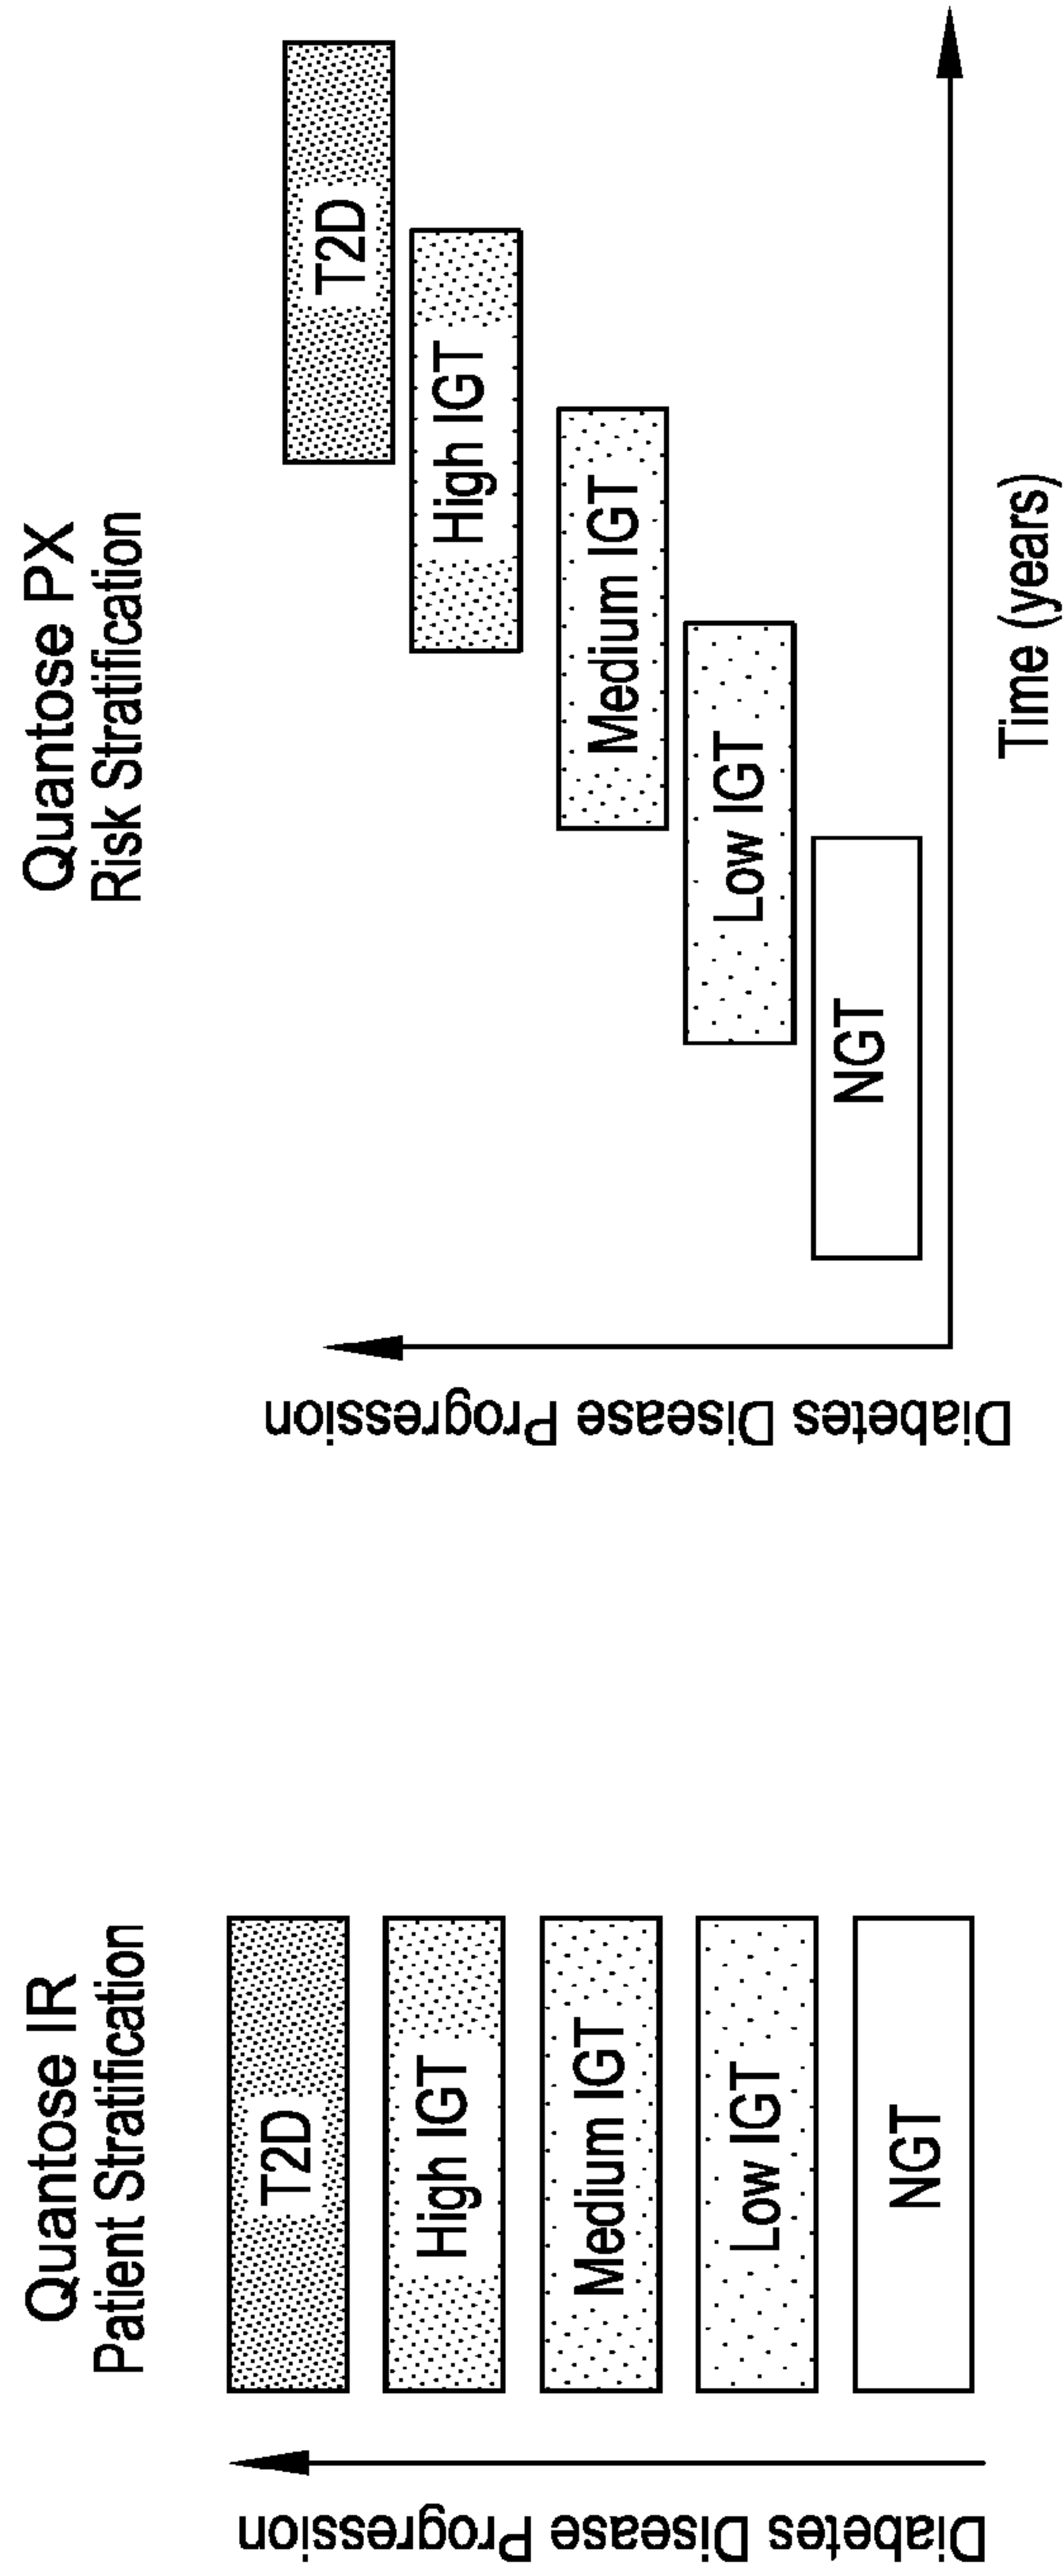 Quantose IR
Patient Stratification
Diabetes Disease Progression
T2D
High IGT
Medium IGT
Low IGT
NGT
Quantose PX
Risk Stratification
Diabetes Disease Progression
T2D
High IGT
Medium IGT
Low IGT
NGT
Time (years)